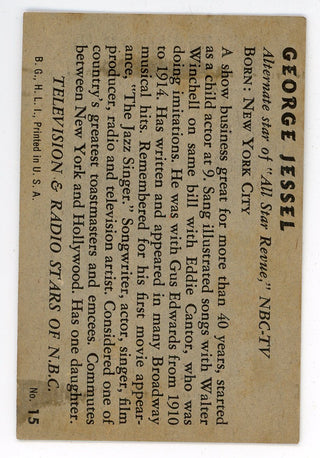 GEORGE JESSEL
Alternate star of "All Star Revue," NBC-TV
BORN: NEW YORK CITY
A show business great for more than 40 years, started
as a child actor at 9. Sang illustrated songs with Walter
Winchell on same bill with Eddie Cantor, who was
doing imitations. He was with Gus Edwards from 1910
to 1914. Has written and appeared in many Broadway
musical hits. Remembered for his first movie appear-
ance, "The Jazz Singer." Songwriter, actor, singer, film
producer, radio and television artist. Considered one of
country's greatest toastmasters and emcees. Commutes
between New York and Hollywood. Has one daughter.
TELEVISION & RADIO STARS OF N.B.C.
B. G., H. L. I., Printed in U. S. A.
No. 15